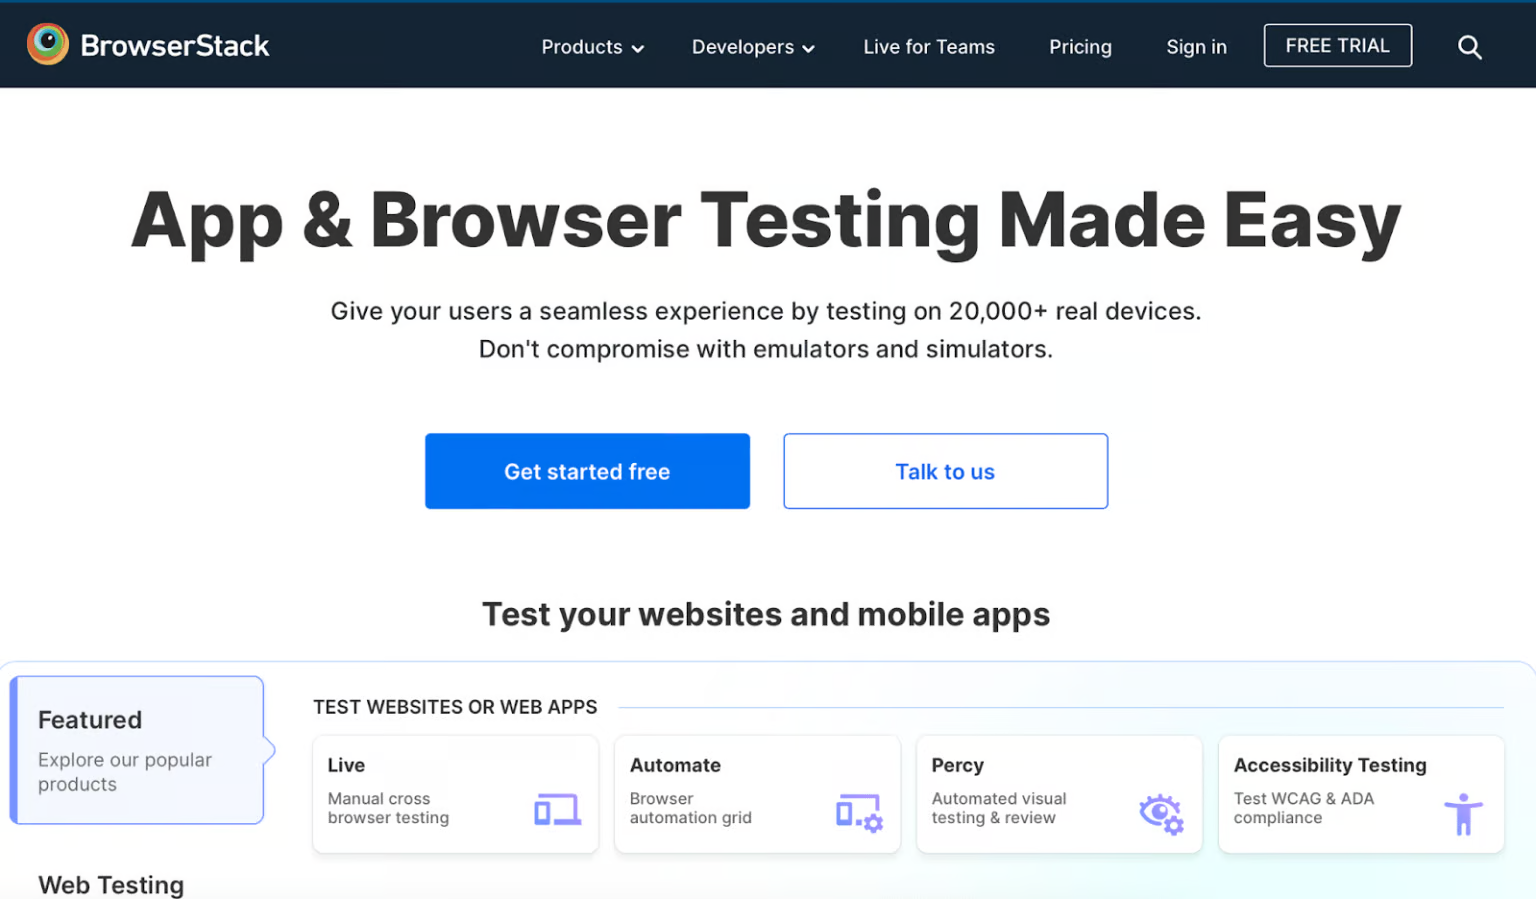 BrowserStack
Products
Developers
Live for Teams
Pricing
Sign in
FREE TRIAL
App & Browser Testing Made Easy
Give your users a seamless experience by testing on 20,000+ real devices.
Don't compromise with emulators and simulators.
Get started free
Talk to us
Test your websites and mobile apps
Featured
Explore our popular
products
Web Testing
TEST WEBSITES OR WEB APPS
Live
Manual cross
browser testing
Automate
Browser
automation grid
Percy
Automated visual
testing & review
Accessibility Testing
Test WCAG & ADA
compliance